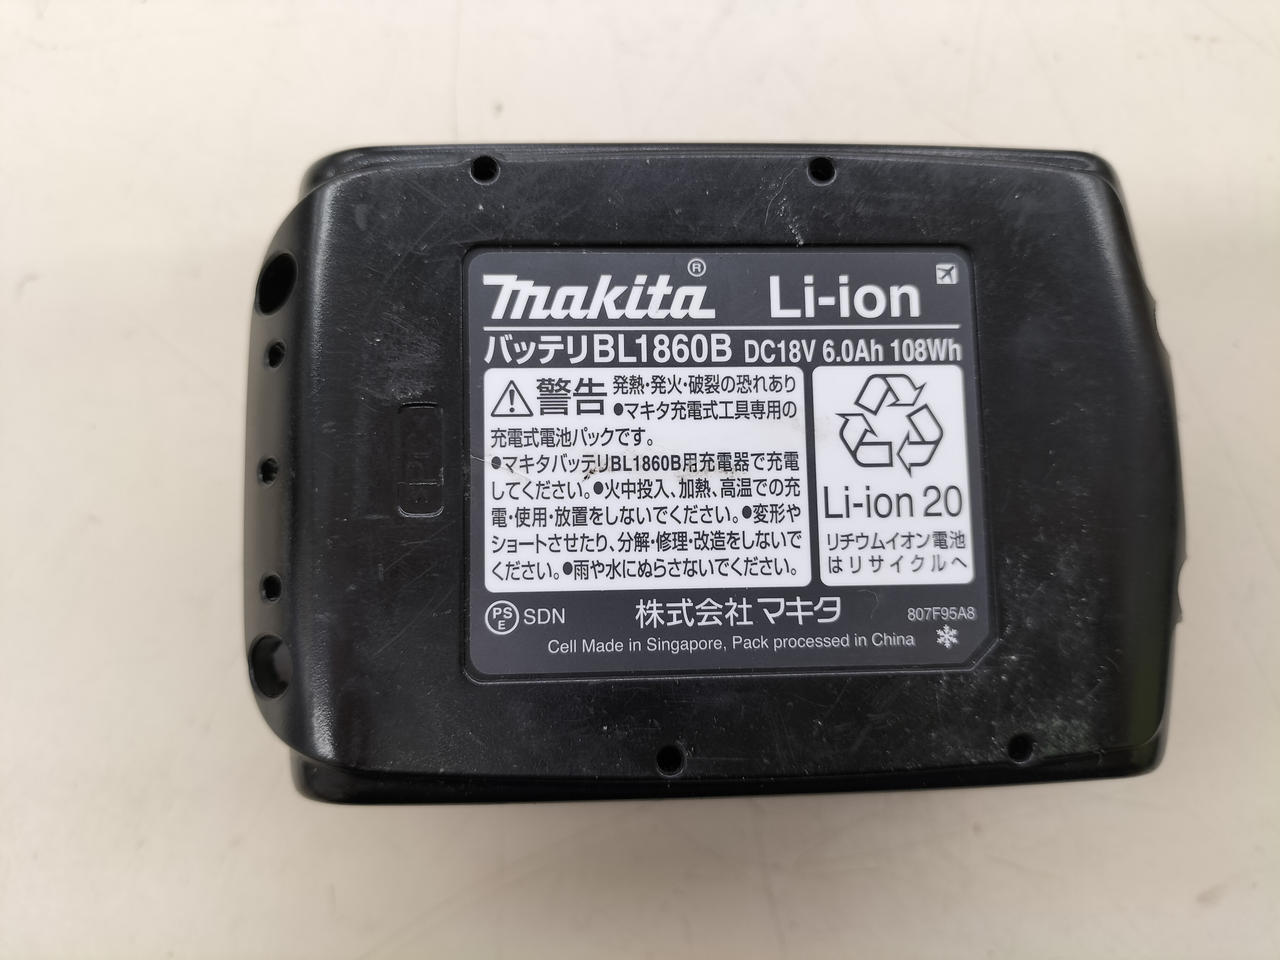 makita® Li-ion
バッテリBL1860B DC18V 6.0Ah 108Wh
警告 発熱・発火・破裂の恐れあり
●マキタ充電式工具専用の
充電式電池パックです。
●マキタバッテリBL1860B用充電器で充電
してください。●火中投入、加熱、高温での充
電・使用・放置をしないでください。●変形や
ショートさせたり、分解・修理・改造をしないで
ください。●雨や水にぬらさないでください。
Li-ion 20
リチウムイオン電池
はリサイクルへ
PS
E SDN 株式会社 マキタ 807F95A8
Cell Made in Singapore, Pack processed in China